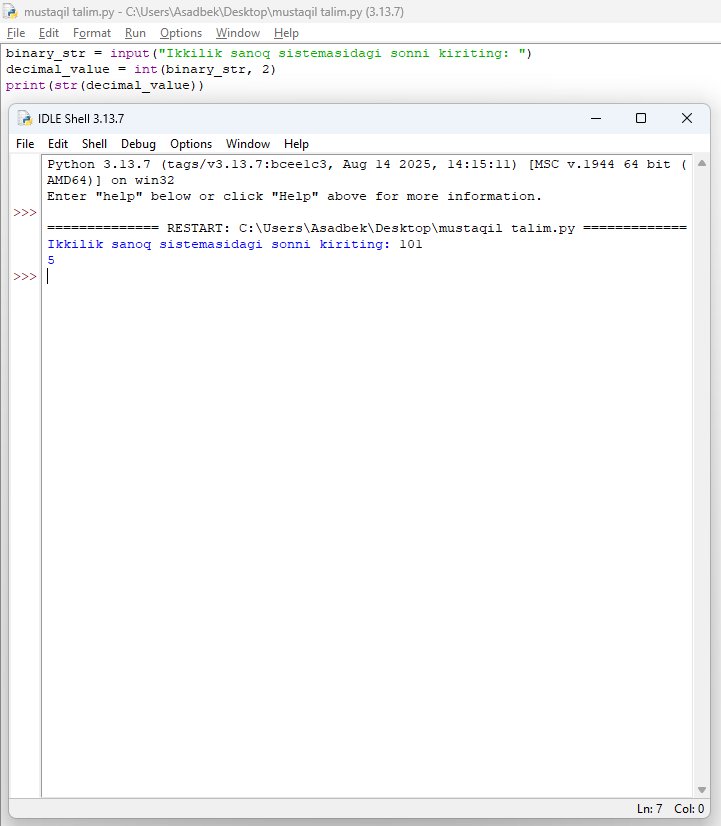 mustaqil talim.py - C:\Users\Asadbek\Desktop\mustaqil talim.py (3.13.7)
File Edit Format Run Options Window Help
binary_str = input("Ikkilik sanoq sistemasidagi sonni kiriting: ")
decimal_value = int(binary_str, 2)
print(str(decimal_value))
IDLE Shell 3.13.7
File Edit Shell Debug Options Window Help
Python 3.13.7 (tags/v3.13.7:bcee1c3, Aug 14 2025, 14:15:11) [MSC v.1944 64 bit (
AMD64)] on win32
Enter "help" below or click "Help" above for more information.
>>>
============== RESTART: C:\Users\Asadbek\Desktop\mustaqil talim.py =============
Ikkilik sanoq sistemasidagi sonni kiriting: 101
5
>>>
Ln: 7 Col: 0